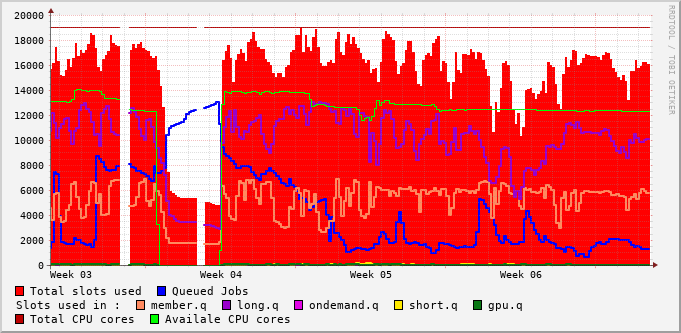 20000
18000
16000
14000
12000
10000
8000
6000
4000
2000
0
Week 03 Week 04 Week 05 Week 06
Total slots used Queued Jobs
Slots used in : member.q long.q ondemand.q short.q gpu.q
Total CPU cores Availale CPU cores
RRDTOOL / TOBI OETIKER